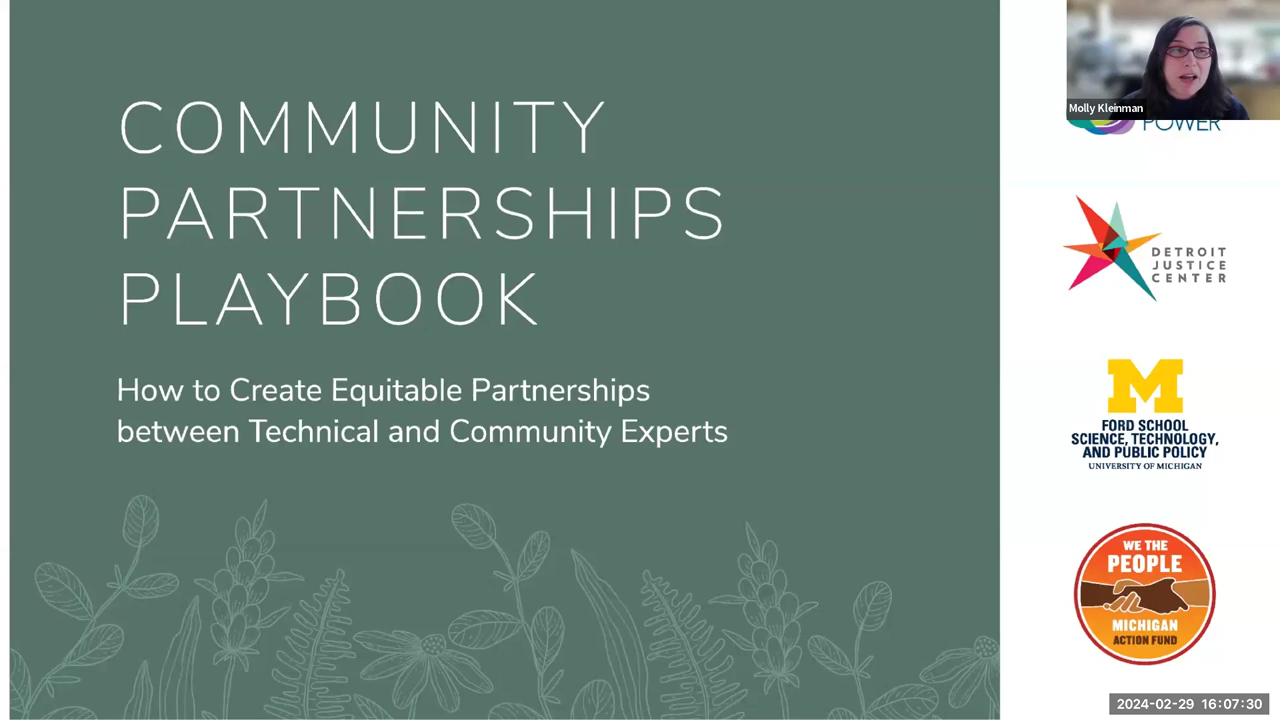 COMMUNITY
PARTNERSHIPS
PLAYBOOK
How to Create Equitable Partnerships
between Technical and Community Experts
Molly Kleinman
POWER
DETROIT
JUSTICE
CENTER
M
FORD SCHOOL
SCIENCE, TECHNOLOGY,
AND PUBLIC POLICY
UNIVERSITY OF MICHIGAN
WE THE
PEOPLE
MICHIGAN
ACTION FUND
2024-02-29 16:07:30